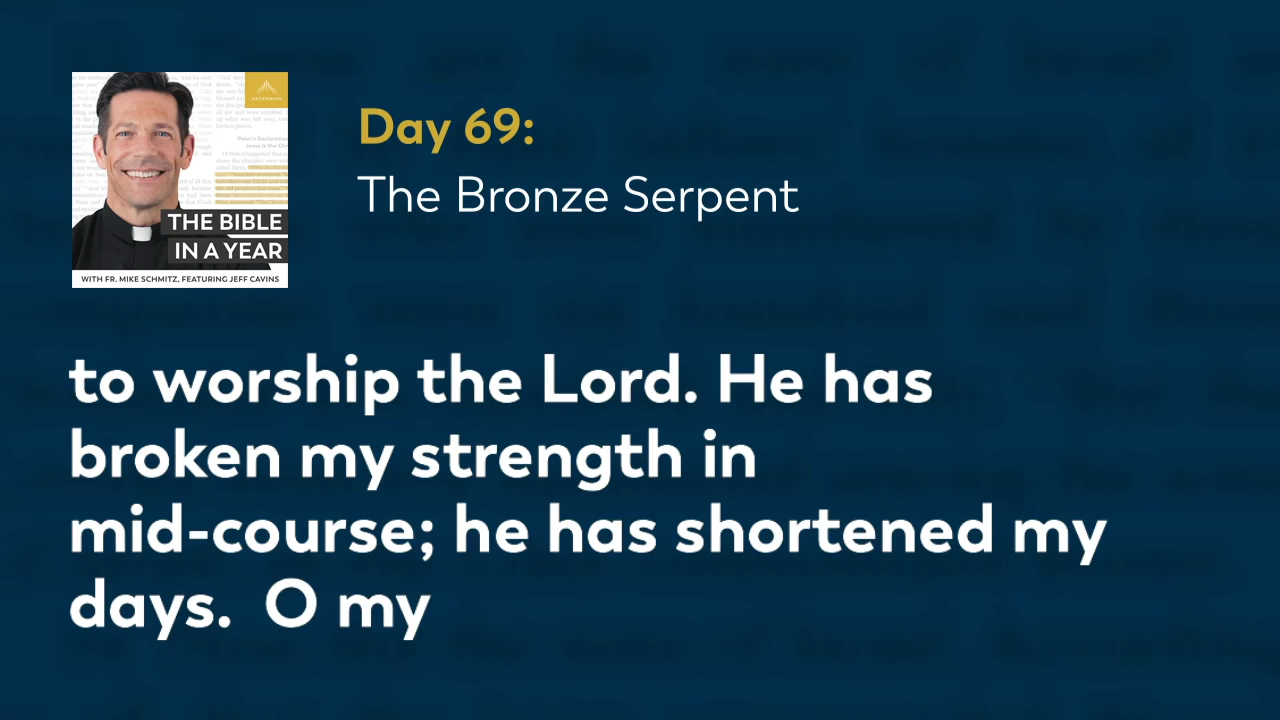 Day 69:
The Bronze Serpent
ASCENSION
THE BIBLE
IN A YEAR
WITH FR. MIKE SCHMITZ, FEATURING JEFF CAVINS
to worship the Lord. He has
broken my strength in
mid-course; he has shortened my
days. O my